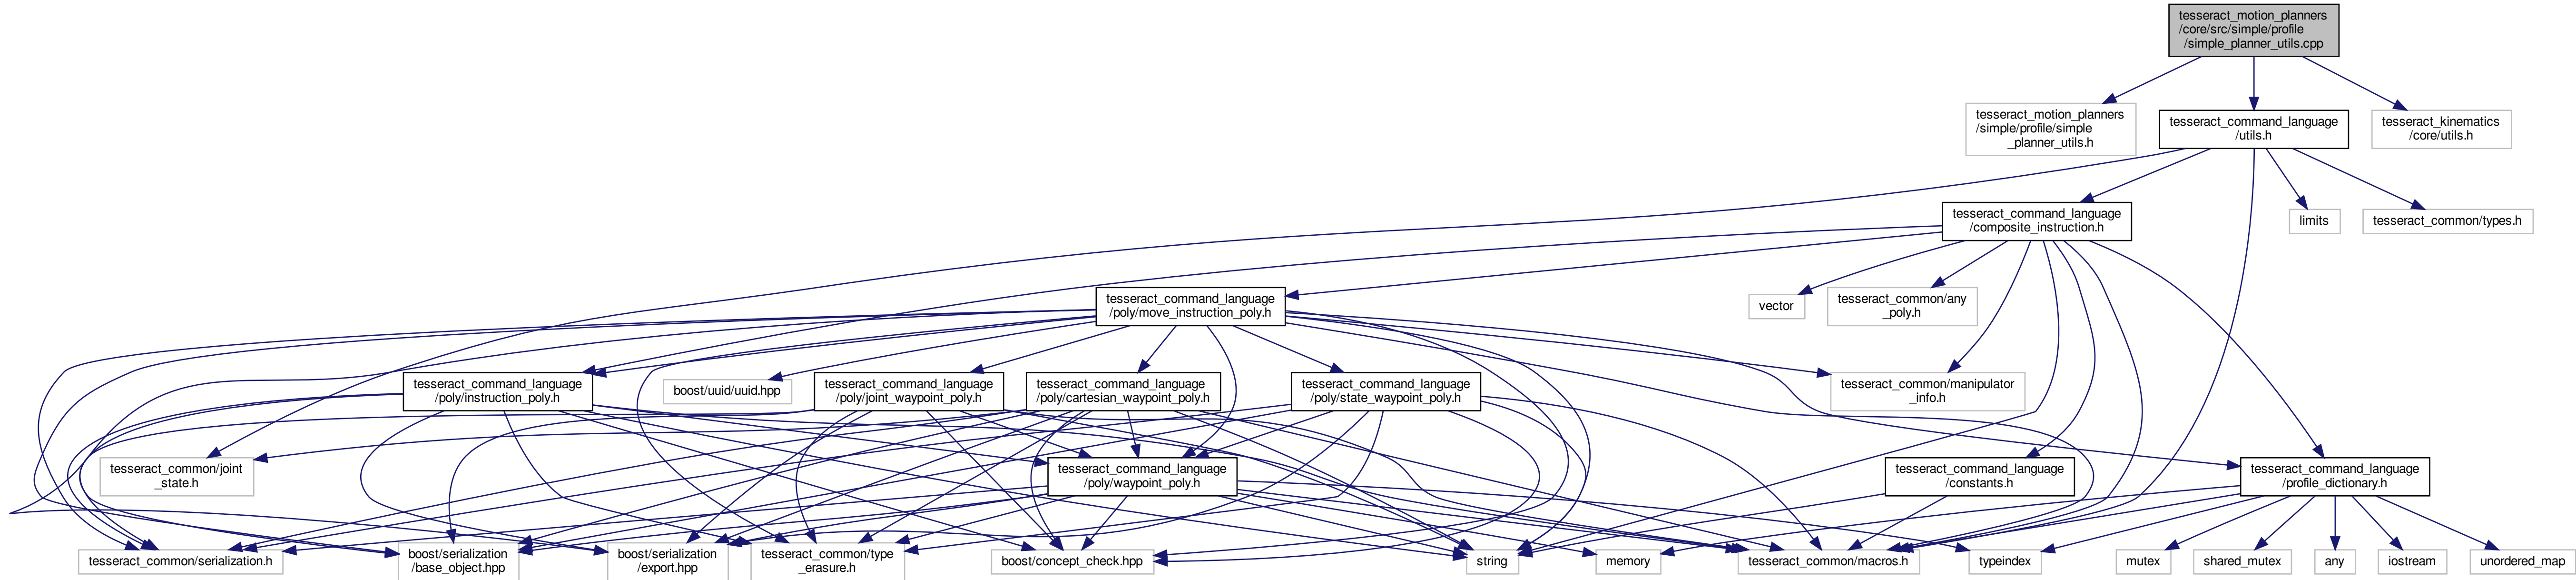 tesseract_motion_planners
/core/src/simple/profile
/simple_planner_utils.cpp
tesseract_motion_planners
/simple/profile/simple
_planner_utils.h
tesseract_command_language
/utils.h
tesseract_kinematics
/core/utils.h
tesseract_command_language
/composite_instruction.h
limits
tesseract_common/types.h
tesseract_command_language
/poly/move_instruction_poly.h
vector
tesseract_common/any
_poly.h
tesseract_command_language
/poly/instruction_poly.h
boost/uuid/uuid.hpp
tesseract_command_language
/poly/joint_waypoint_poly.h
tesseract_command_language
/poly/cartesian_waypoint_poly.h
tesseract_command_language
/poly/state_waypoint_poly.h
tesseract_common/manipulator
_info.h
tesseract_common/joint
_state.h
tesseract_command_language
/poly/waypoint_poly.h
tesseract_command_language
/constants.h
tesseract_command_language
/profile_dictionary.h
tesseract_common/serialization.h
boost/serialization
/base_object.hpp
boost/serialization
/export.hpp
tesseract_common/type
_erasure.h
boost/concept_check.hpp
string
memory
tesseract_common/macros.h
typeindex
mutex
shared_mutex
any
iostream
unordered_map